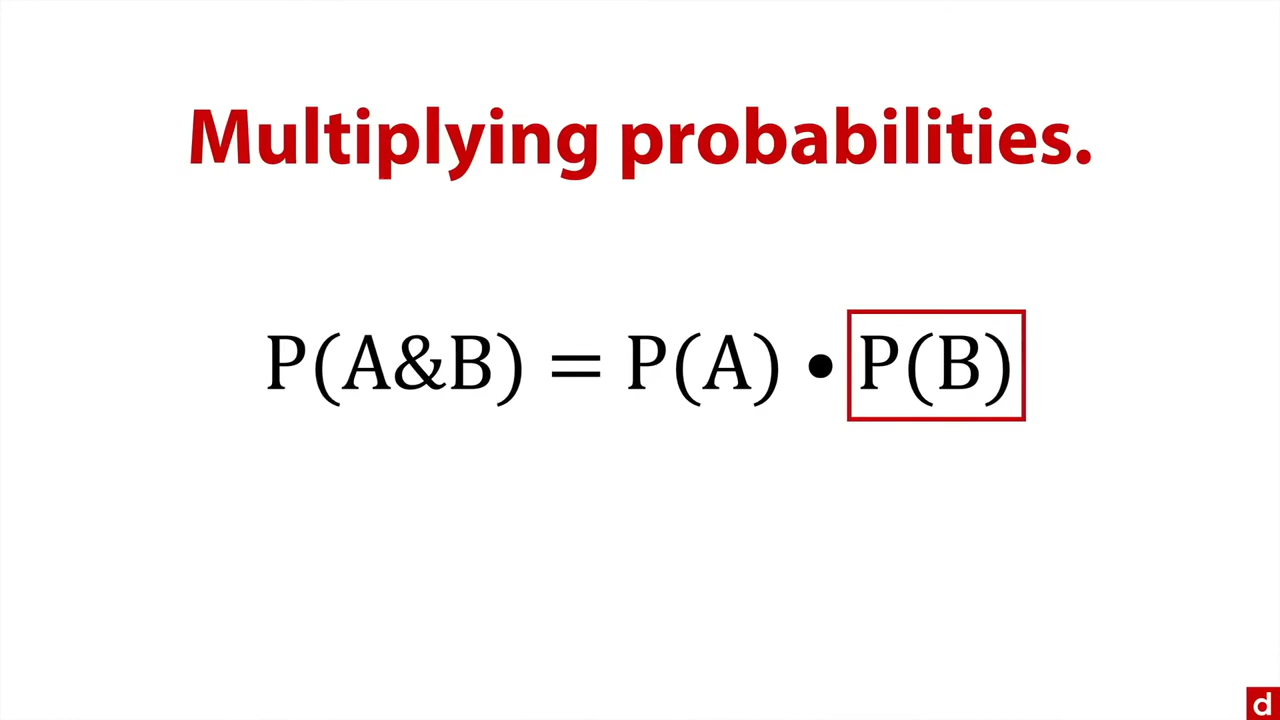 Multiplying probabilities.
P(A&B) = P(A) • P(B)
d